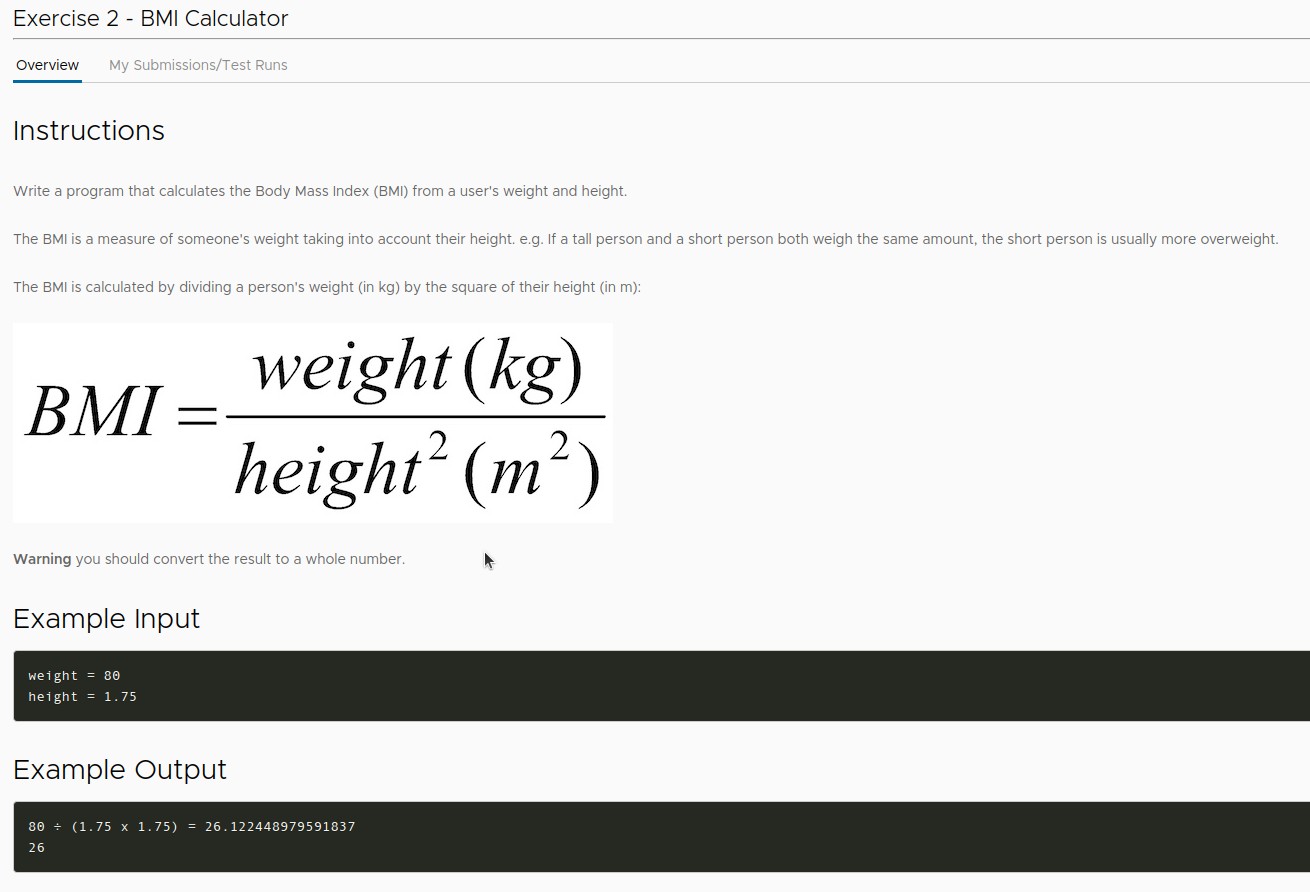 Exercise 2 - BMI Calculator
Overview My Submissions/Test Runs
Instructions
Write a program that calculates the Body Mass Index (BMI) from a user's weight and height.
The BMI is a measure of someone's weight taking into account their height. e.g. If a tall person and a short person both weigh the same amount, the short person is usually more overweight.
The BMI is calculated by dividing a person's weight (in kg) by the square of their height (in m):
BMI = weight (kg)
height² (m²)
Warning you should convert the result to a whole number.
Example Input
weight = 80
height = 1.75
Example Output
80 ÷ (1.75 x 1.75) = 26.122448979591837
26